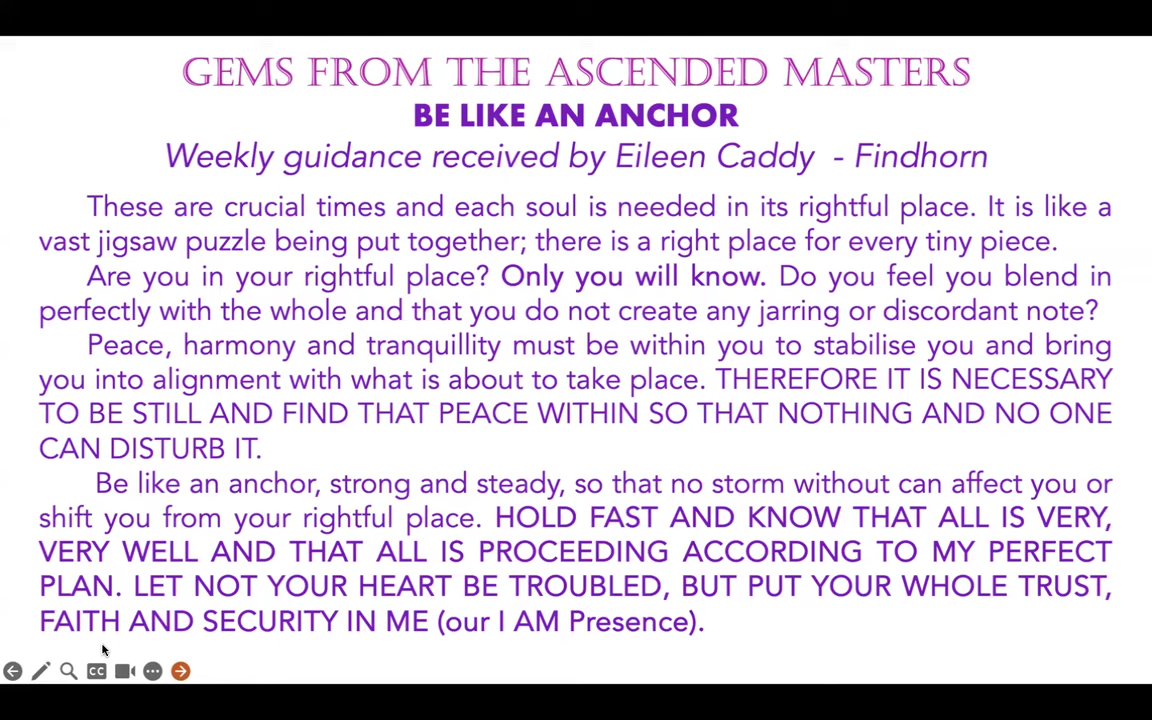 GEMS FROM THE ASCENDED MASTERS
BE LIKE AN ANCHOR
Weekly guidance received by Eileen Caddy - Findhorn
These are crucial times and each soul is needed in its rightful place. It is like a
vast jigsaw puzzle being put together; there is a right place for every tiny piece.
Are you in your rightful place? Only you will know. Do you feel you blend in
perfectly with the whole and that you do not create any jarring or discordant note?
Peace, harmony and tranquillity must be within you to stabilise you and bring
you into alignment with what is about to take place. THEREFORE IT IS NECESSARY
TO BE STILL AND FIND THAT PEACE WITHIN SO THAT NOTHING AND NO ONE
CAN DISTURB IT.
Be like an anchor, strong and steady, so that no storm without can affect you or
shift you from your rightful place. HOLD FAST AND KNOW THAT ALL IS VERY,
VERY WELL AND THAT ALL IS PROCEEDING ACCORDING TO MY PERFECT
PLAN. LET NOT YOUR HEART BE TROUBLED, BUT PUT YOUR WHOLE TRUST,
FAITH AND SECURITY IN ME (our I AM Presence).
CC